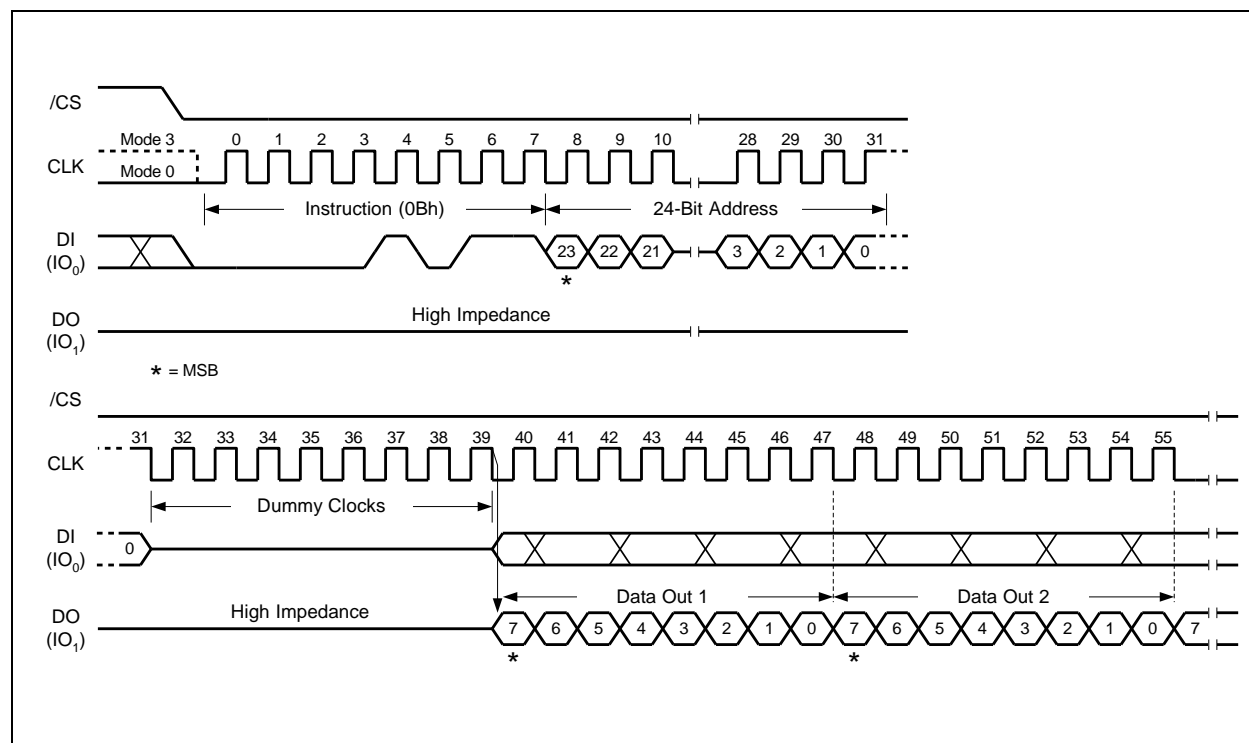 /CS
Mode 3 0 1 2 3 4 5 6 7 8 9 10 28 29 30 31
CLK
Mode 0
Instruction (0Bh) 24-Bit Address
DI
(IO0) 23 22 21 3 2 1 0
*
DO
(IO1)
High Impedance
* = MSB
/CS
31 32 33 34 35 36 37 38 39 40 41 42 43 44 45 46 47 48 49 50 51 52 53 54 55
CLK
Dummy Clocks
DI
(IO0) 0
Data Out 1 Data Out 2
DO
(IO1)
High Impedance
7 6 5 4 3 2 1 0 7 6 5 4 3 2 1 0 7
* *